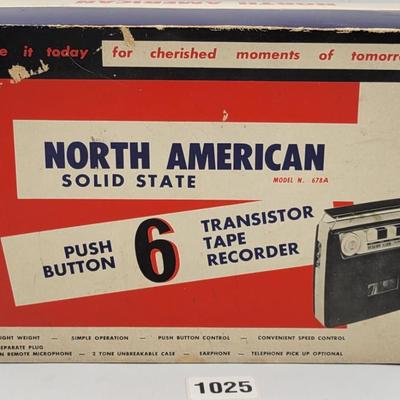 NORTH AMERICAN
it today for cherished moments of tomorro
NORTH AMERICAN
SOLID STATE
MODEL N. 678A
PUSH BUTTON 6 TRANSISTOR TAPE RECORDER
IGHT WEIGHT — SIMPLE OPERATION — PUSH BUTTON CONTROL — CONVENIENT SPEED CONTROL
EPARATE PLUG
N REMOTE MICROPHONE — 2 TONE UNBREAKABLE CASE — EARPHONE — TELEPHONE PICK UP OPTIONAL
1025